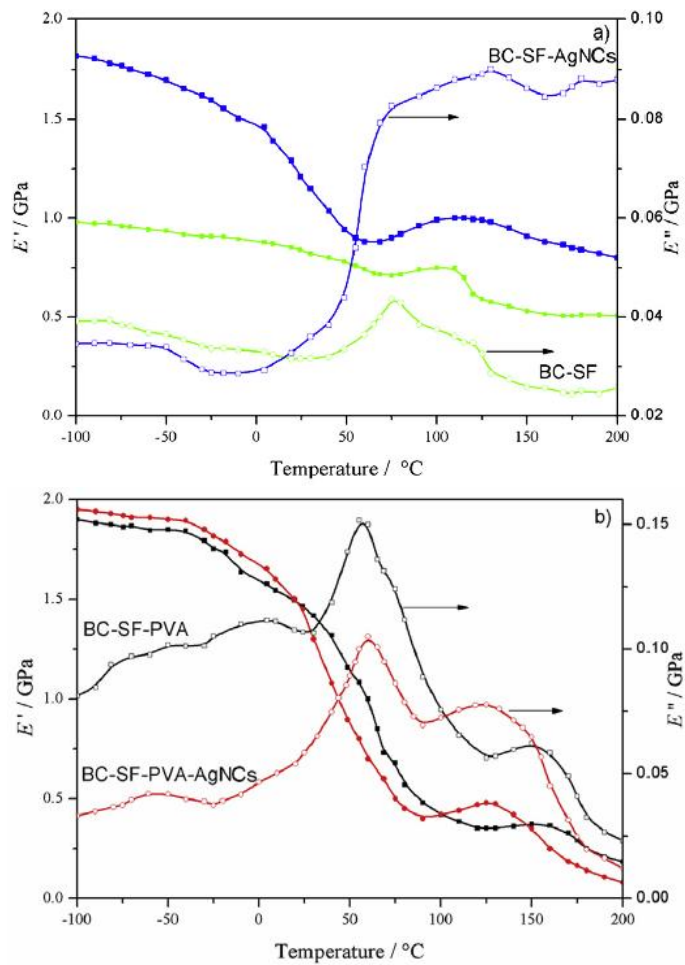 a)
BC-SF-AgNCs
BC-SF
E' / GPa
2.0
1.5
1.0
0.5
0.0
E" / GPa
0.10
0.08
0.06
0.04
0.02
-100 -50 0 50 100 150 200
Temperature / °C
b)
BC-SF-PVA
BC-SF-PVA-AgNCs
E' / GPa
2.0
1.5
1.0
0.5
0.0
E" / GPa
0.15
0.10
0.05
0.00
-100 -50 0 50 100 150 200
Temperature / °C